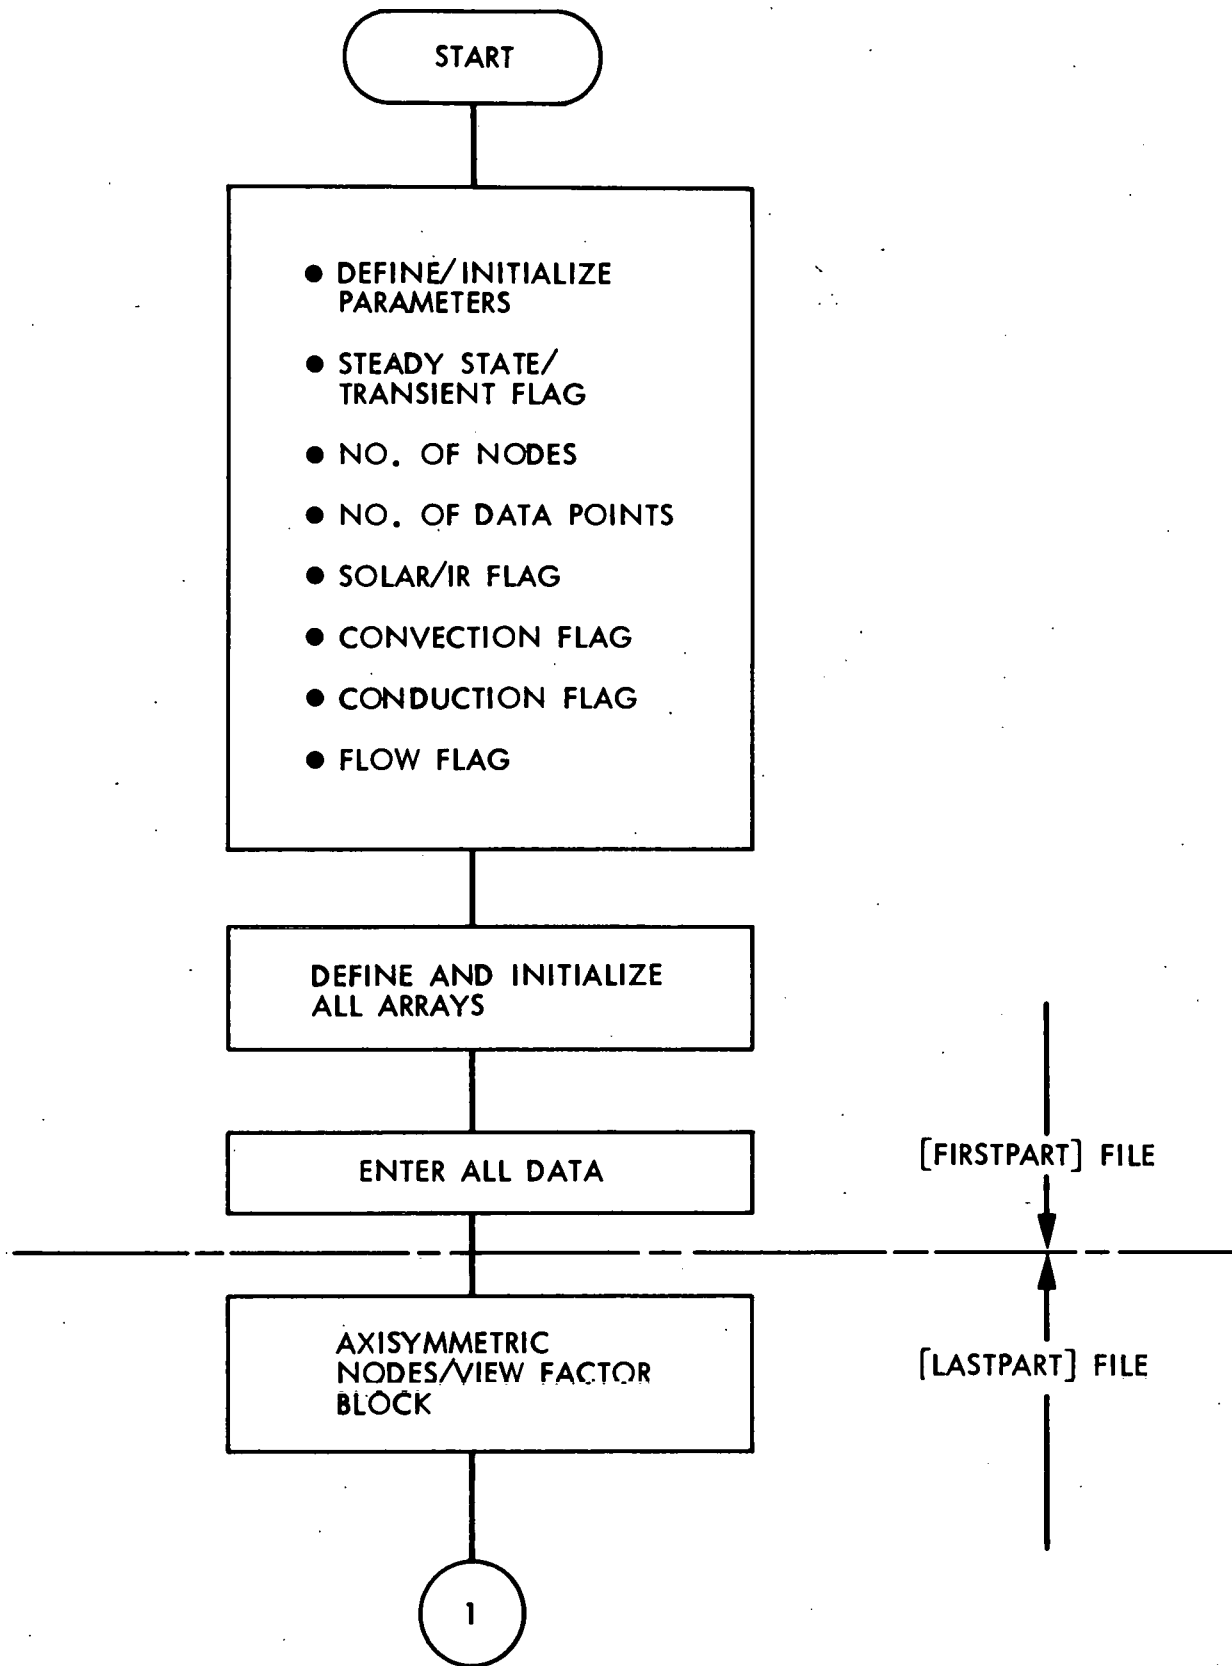 START
● DEFINE/INITIALIZE
PARAMETERS
● STEADY STATE/
TRANSIENT FLAG
● NO. OF NODES
● NO. OF DATA POINTS
● SOLAR/IR FLAG
● CONVECTION FLAG
● CONDUCTION FLAG
● FLOW FLAG
DEFINE AND INITIALIZE
ALL ARRAYS
ENTER ALL DATA
[FIRSTPART] FILE
AXISYMMETRIC
NODES/VIEW FACTOR
BLOCK
[LASTPART] FILE
1